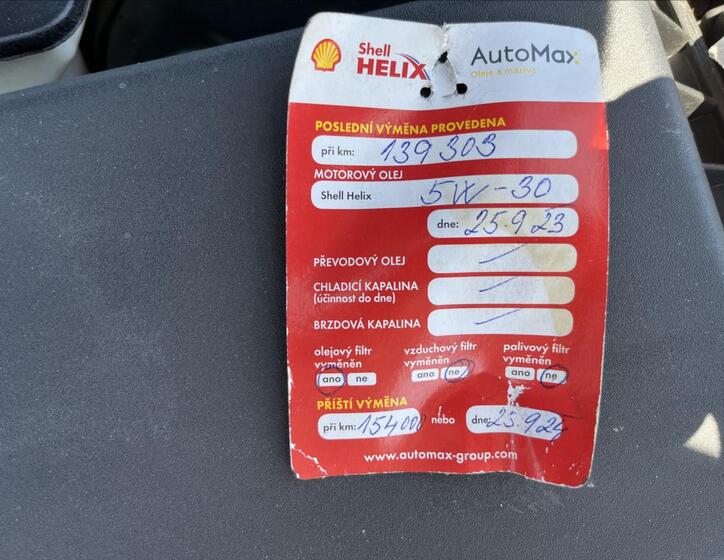 Shell HELIX
AutoMax
Oleje a maziva
POSLEDNÍ VÝMĚNA PROVEDENA
při km: 139 303
MOTOROVÝ OLEJ
Shell Helix 5W-30
dne: 25.9.23
PŘEVODOVÝ OLEJ –
CHLADICÍ KAPALINA –
(účinnost do dne)
BRZDOVÁ KAPALINA –
olejový filtr vyměněn
ano ne
vzduchový filtr vyměněn
ano ne
palivový filtr vyměněn
ano ne
PŘÍŠTÍ VÝMĚNA
při km: 154000 nebo dne: 25.9.24
www.automax-group.com